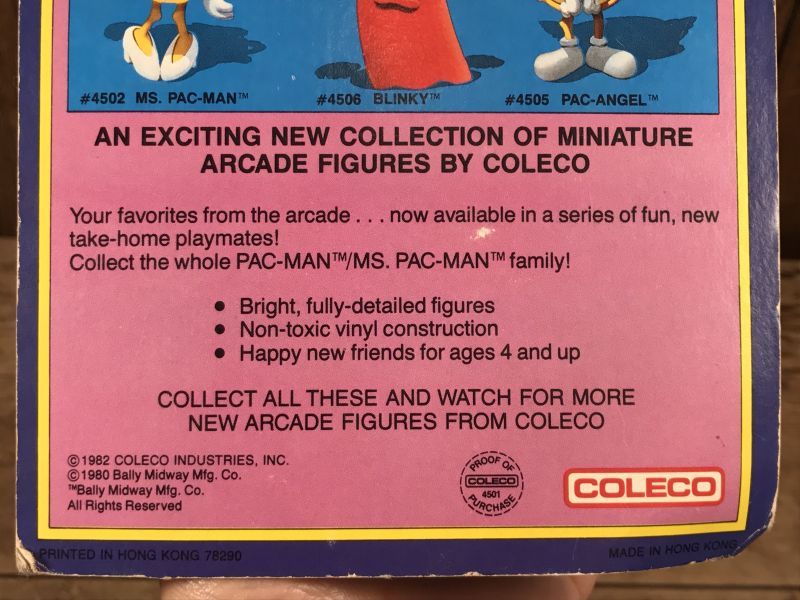 #4502 MS. PAC-MAN™
#4506 BLINKY™
#4505 PAC-ANGEL™
AN EXCITING NEW COLLECTION OF MINIATURE
ARCADE FIGURES BY COLECO
Your favorites from the arcade . . . now available in a series of fun, new
take-home playmates!
Collect the whole PAC-MAN™/MS. PAC-MAN™ family!
• Bright, fully-detailed figures
• Non-toxic vinyl construction
• Happy new friends for ages 4 and up
COLLECT ALL THESE AND WATCH FOR MORE
NEW ARCADE FIGURES FROM COLECO
©1982 COLECO INDUSTRIES, INC.
©1980 Bally Midway Mfg. Co.
™Bally Midway Mfg. Co.
All Rights Reserved
PROOF OF
COLECO
4501
PURCHASE
COLECO
PRINTED IN HONG KONG 78290
MADE IN HONG KONG